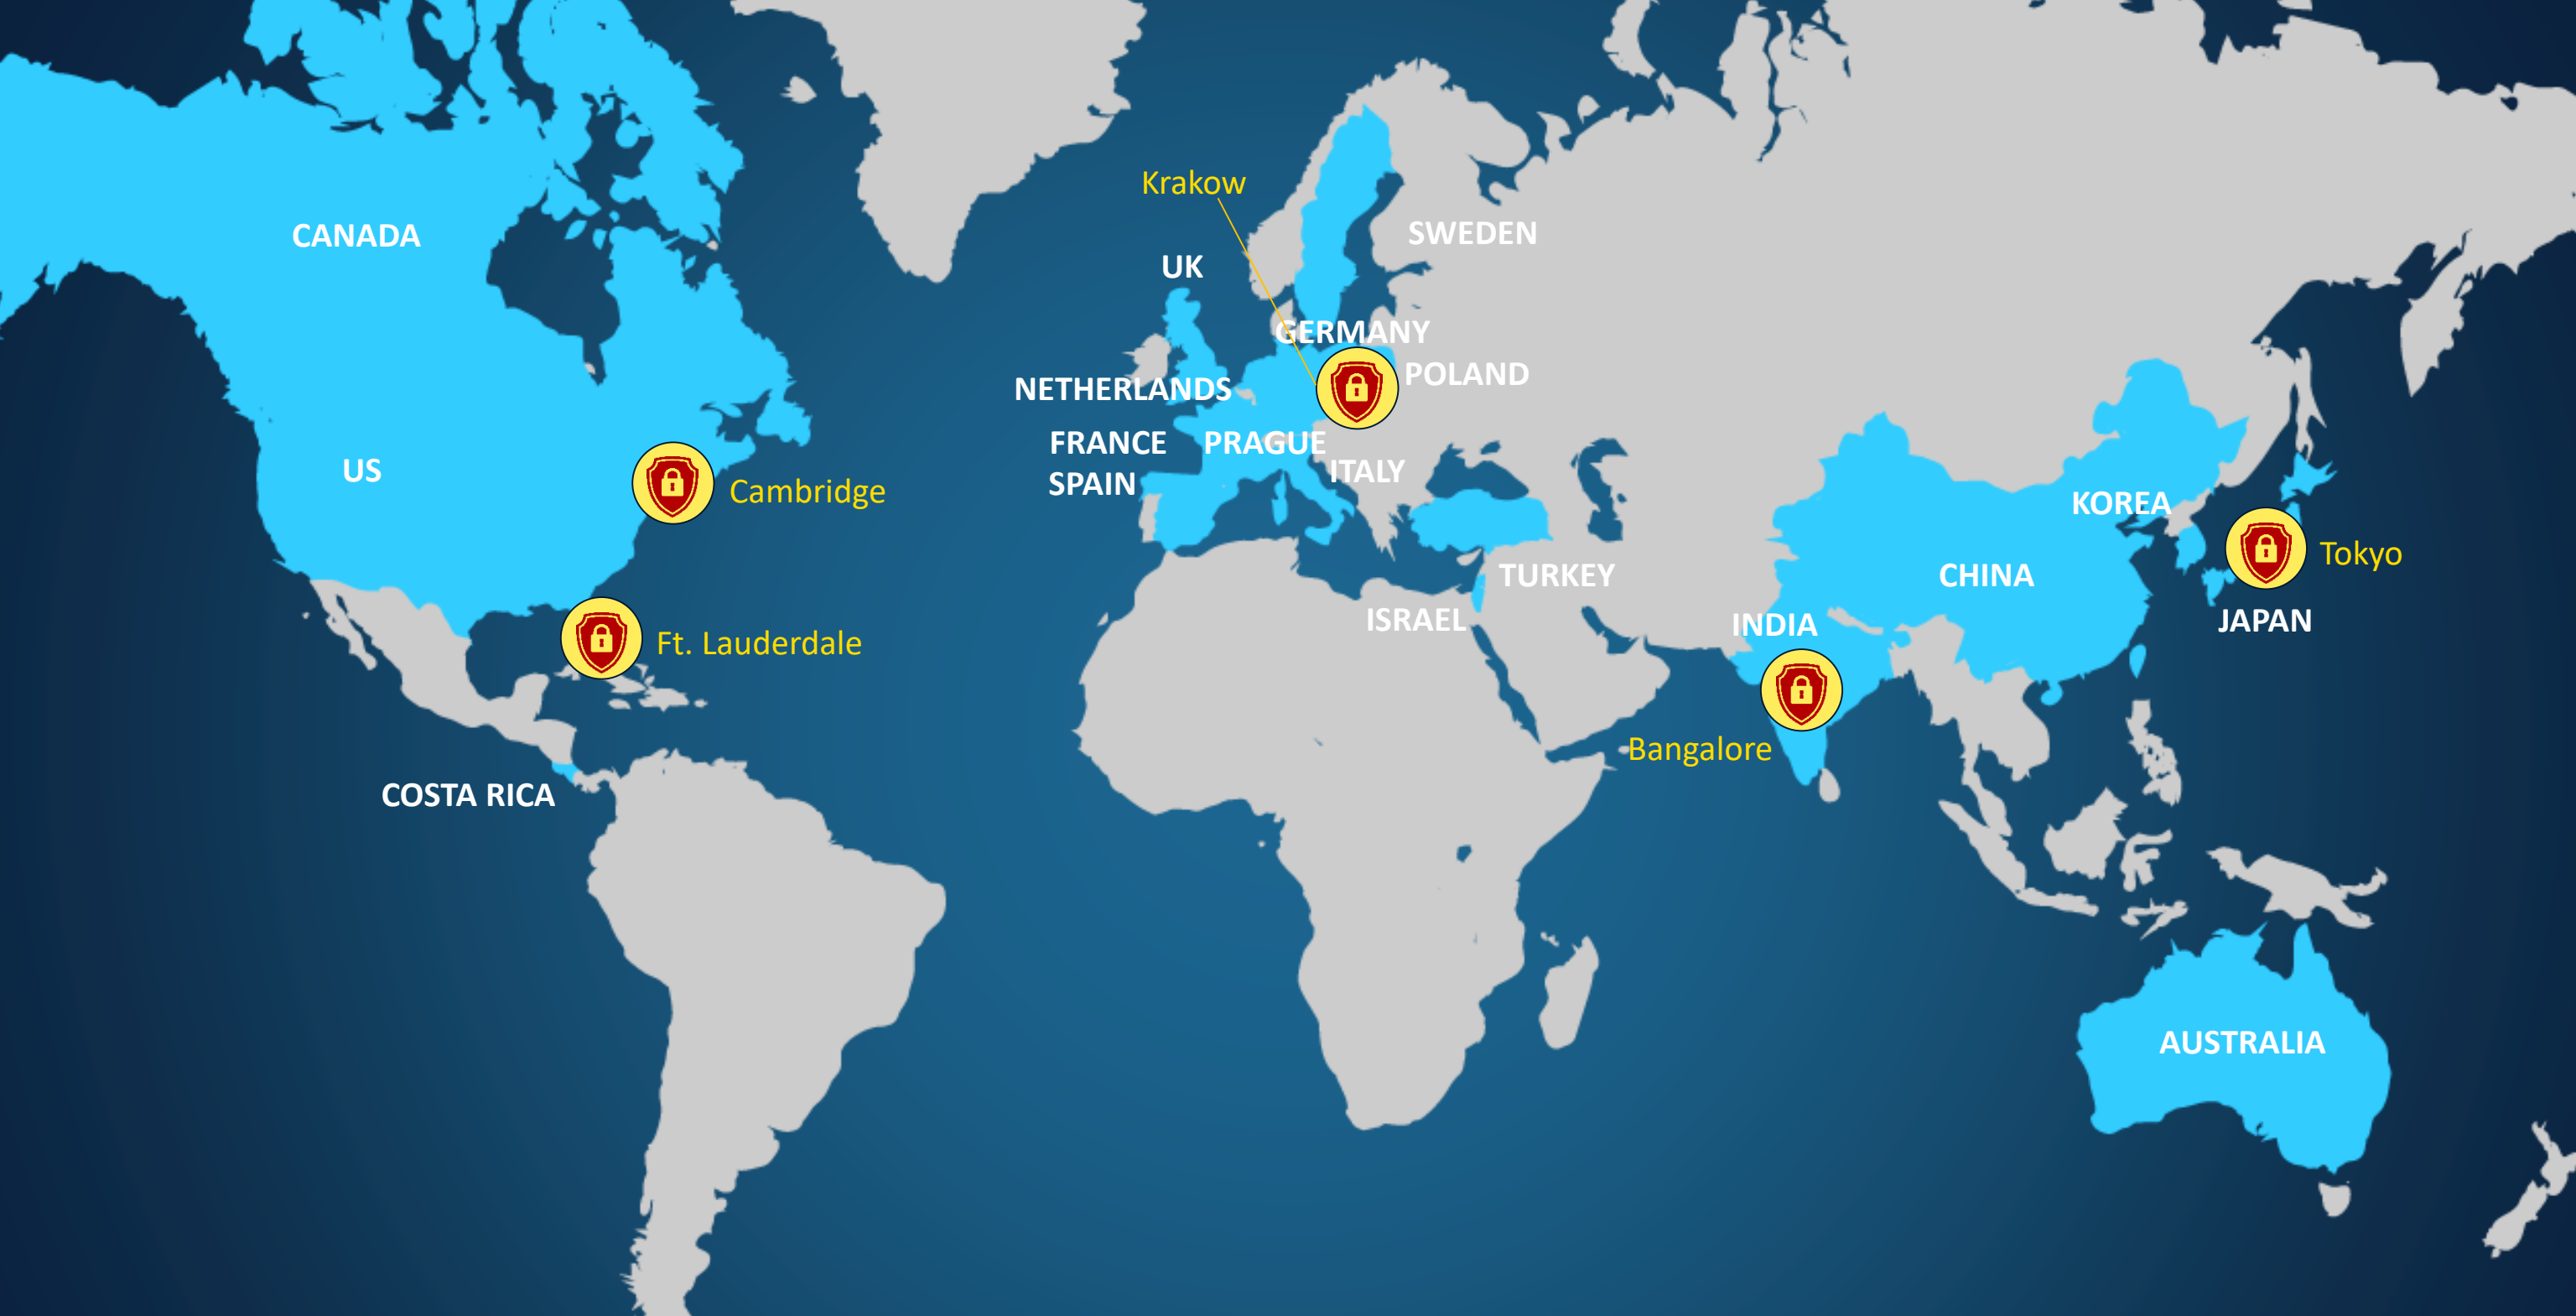 Krakow
CANADA
SWEDEN
UK
GERMANY
POLAND
NETHERLANDS
FRANCE
PRAGUE
US
ITALY
SPAIN
Cambridge
KOREA
Tokyo
TURKEY
CHINA
ISRAEL
INDIA
JAPAN
Ft. Lauderdale
Bangalore
COSTA RICA
AUSTRALIA